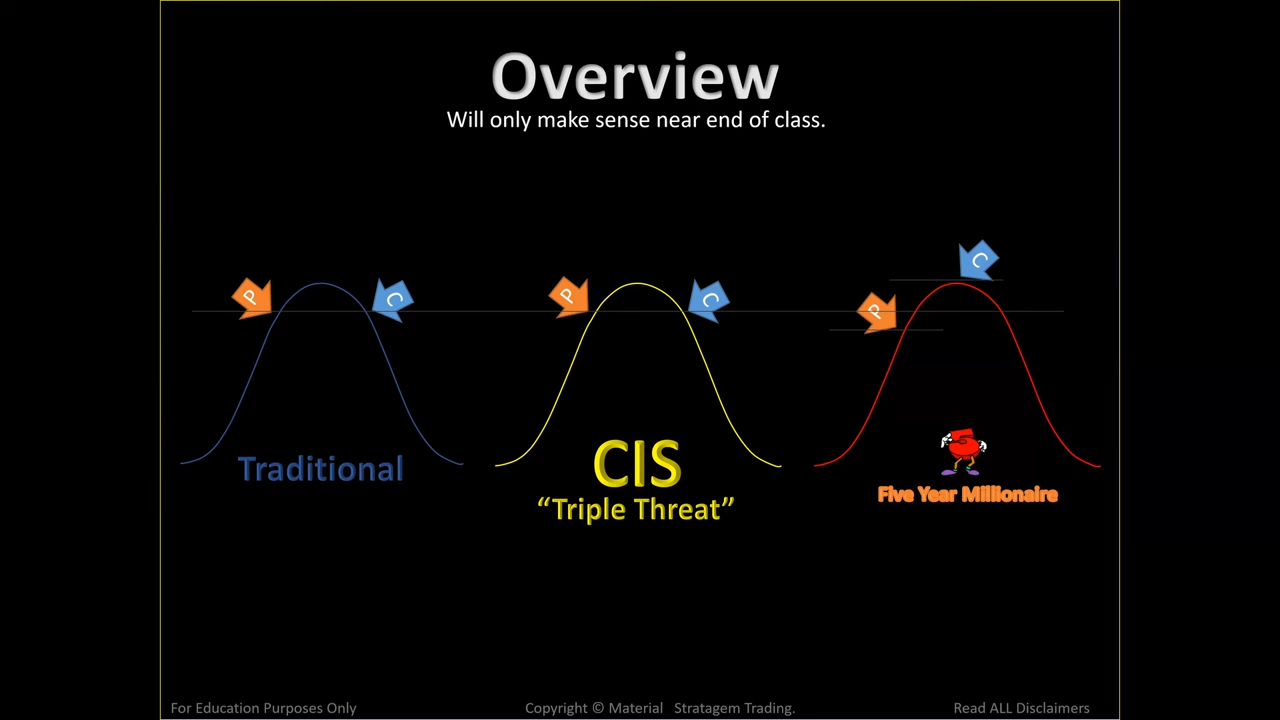 Overview
Will only make sense near end of class.
P
C
P
C
P
C
Traditional
CIS
"Triple Threat"
5
Five Year Millionaire
For Education Purposes Only
Copyright © Material Stratagem Trading.
Read ALL Disclaimers